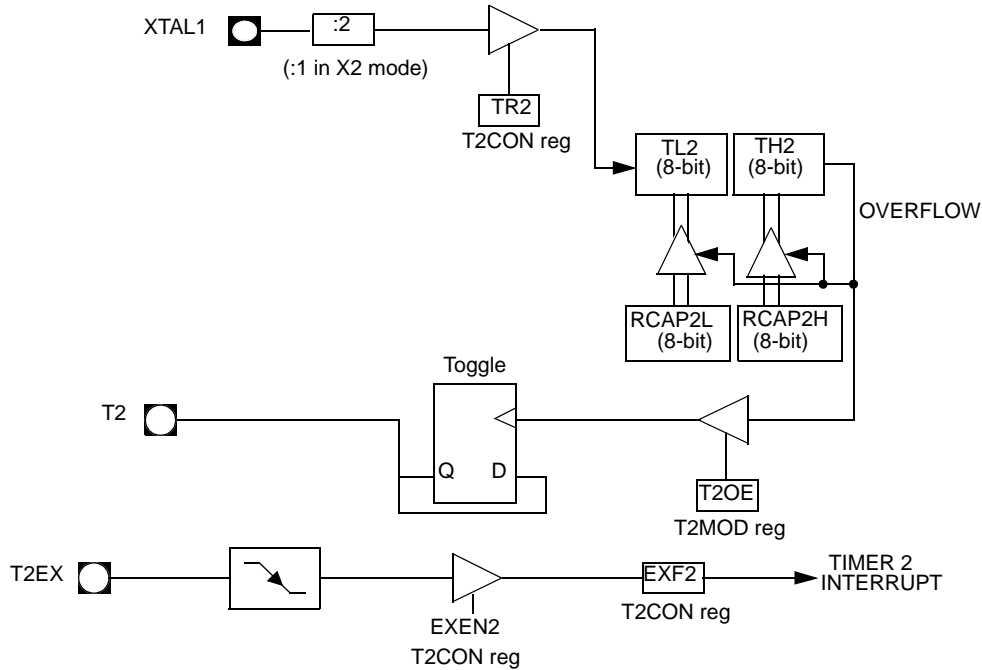 XTAL1
:2
(:1 in X2 mode)
TR2
T2CON reg
TL2
(8-bit)
TH2
(8-bit)
OVERFLOW
RCAP2L
(8-bit)
RCAP2H
(8-bit)
Toggle
T2
Q D
T2OE
T2MOD reg
T2EX
EXEN2
T2CON reg
EXF2
T2CON reg
TIMER 2
INTERRUPT